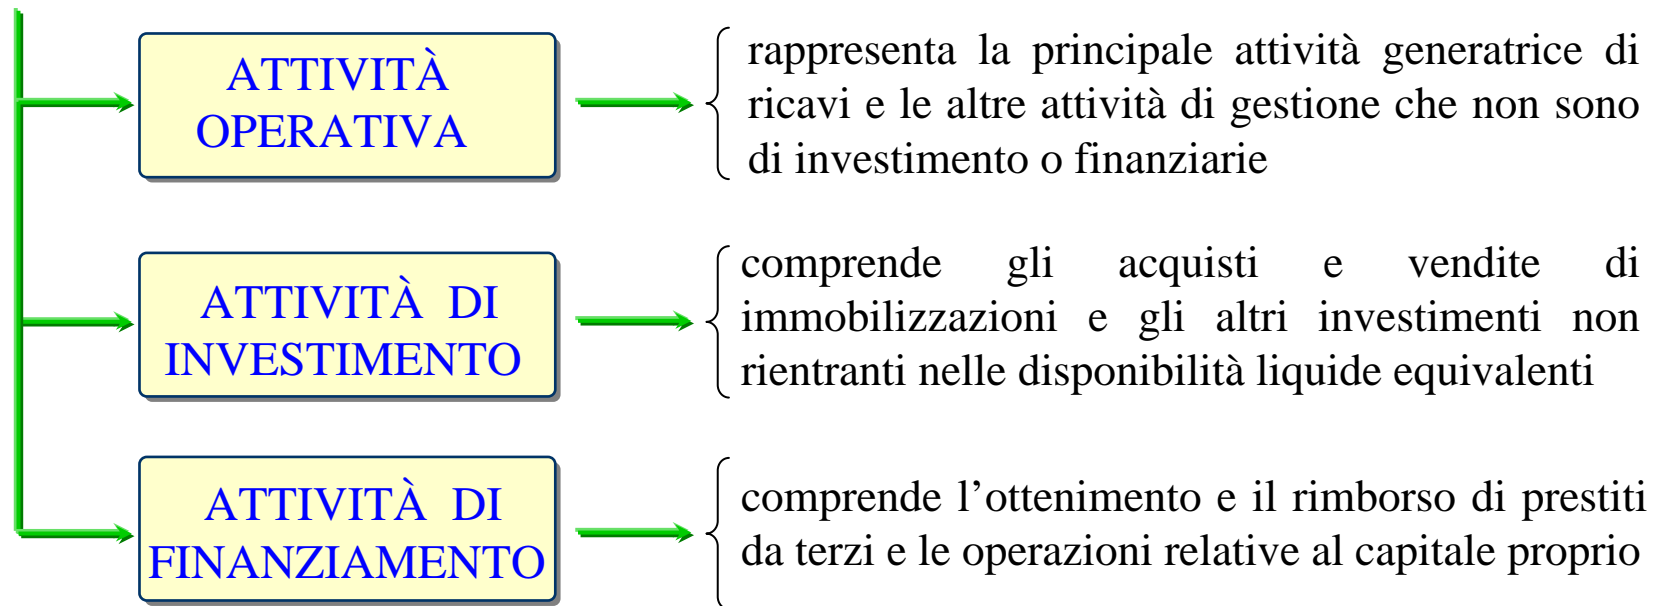 ATTIVITÀ
OPERATIVA
rappresenta la principale attività generatrice di
ricavi e le altre attività di gestione che non sono
di investimento o finanziarie
ATTIVITÀ DI
INVESTIMENTO
comprende gli acquisti e vendite di
immobilizzazioni e gli altri investimenti non
rientranti nelle disponibilità liquide equivalenti
ATTIVITÀ DI
FINANZIAMENTO
comprende l’ottenimento e il rimborso di prestiti
da terzi e le operazioni relative al capitale proprio